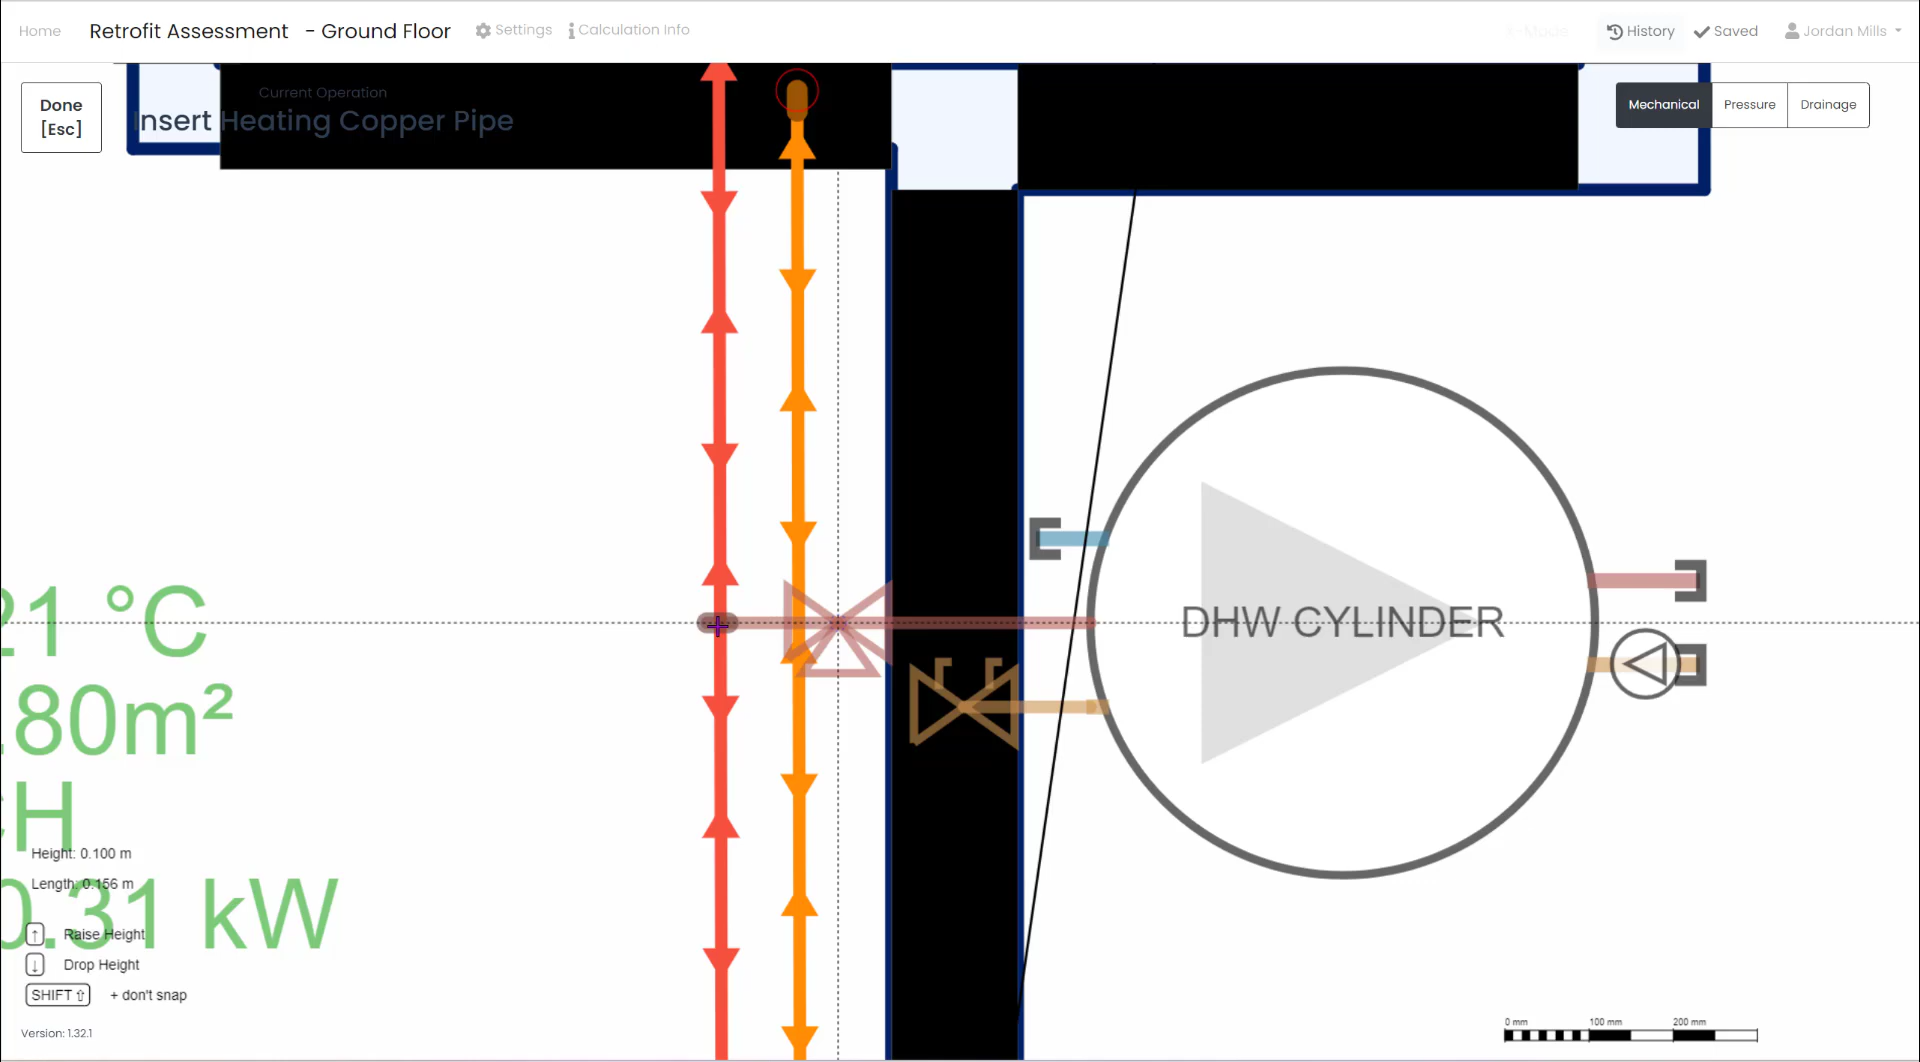 Home
Retrofit Assessment - Ground Floor
Settings
Calculation Info
History
Saved
Jordan Mills
Done
[Esc]
Current Operation
Insert Heating Copper Pipe
Mechanical
Pressure
Drainage
21 °C
80m²
H
0.31 kW
DHW CYLINDER
Height: 0.100 m
Length: 0.156 m
↑ Raise Height
↓ Drop Height
SHIFT ⇧ + don't snap
Version: 1.32.1
0 mm 100 mm 200 mm